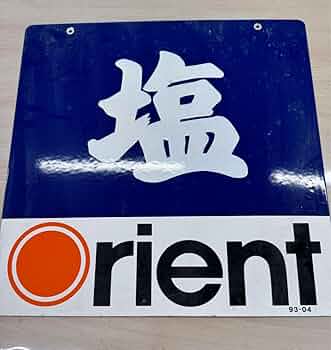 塩
Orient
93-04